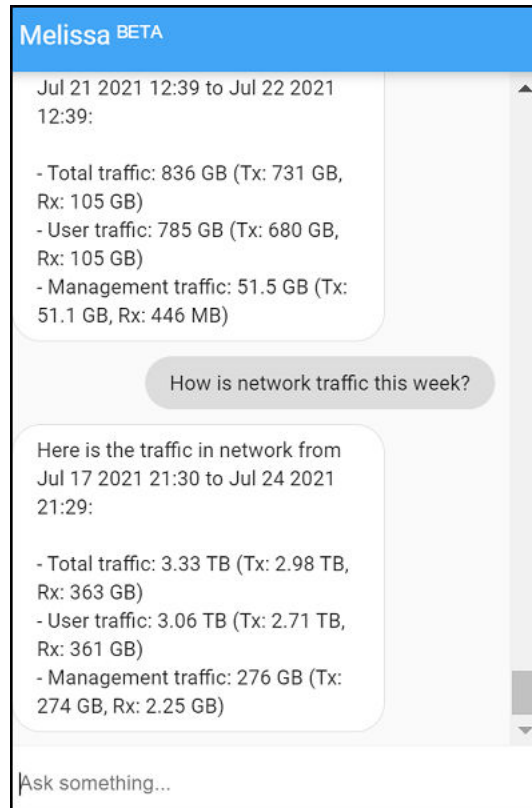 Melissa BETA
Jul 21 2021 12:39 to Jul 22 2021
12:39:
- Total traffic: 836 GB (Tx: 731 GB,
Rx: 105 GB)
- User traffic: 785 GB (Tx: 680 GB,
Rx: 105 GB)
- Management traffic: 51.5 GB (Tx:
51.1 GB, Rx: 446 MB)
How is network traffic this week?
Here is the traffic in network from
Jul 17 2021 21:30 to Jul 24 2021
21:29:
- Total traffic: 3.33 TB (Tx: 2.98 TB,
Rx: 363 GB)
- User traffic: 3.06 TB (Tx: 2.71 TB,
Rx: 361 GB)
- Management traffic: 276 GB (Tx:
274 GB, Rx: 2.25 GB)
Ask something...